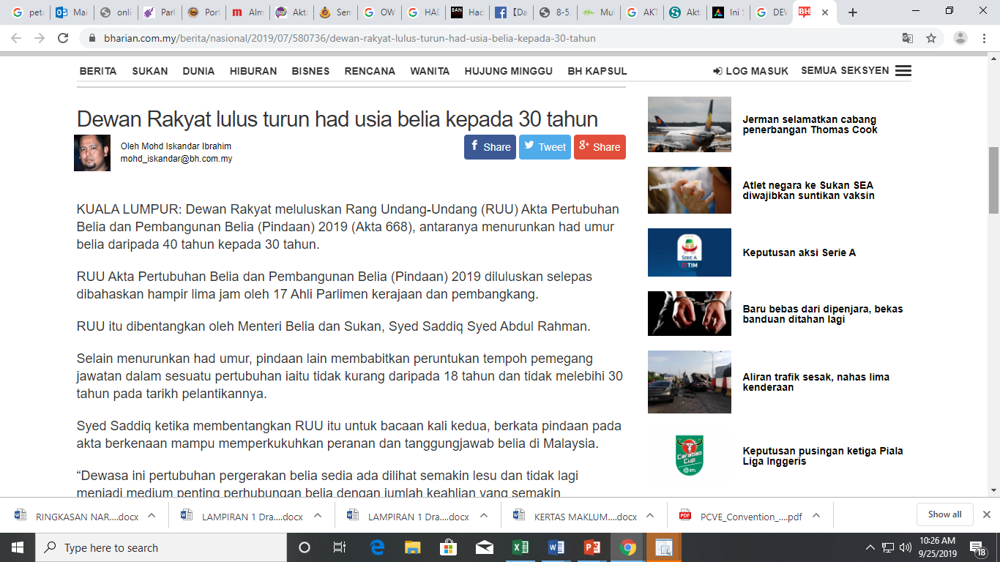 peta
Mai
onli
Parl
Port
Alm
Akta
Sem
OW
HAD
Had
8-5
Mul
AKT
Akta
Ini S
DEW
BH
bharian.com.my/berita/nasional/2019/07/580736/dewan-rakyat-lulus-turun-had-usia-belia-kepada-30-tahun
BERITA SUKAN DUNIA HIBURAN BISNES RENCANA WANITA HUJUNG MINGGU BH KAPSUL LOG MASUK SEMUA SEKSYEN
Dewan Rakyat lulus turun had usia belia kepada 30 tahun
Oleh Mohd Iskandar Ibrahim
mohd_iskandar@bh.com.my
Share Tweet Share
KUALA LUMPUR: Dewan Rakyat meluluskan Rang Undang-Undang (RUU) Akta Pertubuhan
Belia dan Pembangunan Belia (Pindaan) 2019 (Akta 668), antaranya menurunkan had umur
belia daripada 40 tahun kepada 30 tahun.
RUU Akta Pertubuhan Belia dan Pembangunan Belia (Pindaan) 2019 diluluskan selepas
dibahaskan hampir lima jam oleh 17 Ahli Parlimen kerajaan dan pembangkang.
RUU itu dibentangkan oleh Menteri Belia dan Sukan, Syed Saddiq Syed Abdul Rahman.
Selain menurunkan had umur, pindaan lain membabitkan peruntukan tempoh pemegang
jawatan dalam sesuatu pertubuhan iaitu tidak kurang daripada 18 tahun dan tidak melebihi 30
tahun pada tarikh pelantikannya.
Syed Saddiq ketika membentangkan RUU itu untuk bacaan kali kedua, berkata pindaan pada
akta berkenaan mampu memperkukuhkan peranan dan tanggungjawab belia di Malaysia.
“Dewasa ini pertubuhan pergerakan belia sedia ada dilihat semakin lesu dan tidak lagi
menjadi medium penting perhubungan belia dengan jumlah keahlian yang semakin
Jerman selamatkan cabang
penerbangan Thomas Cook
Atlet negara ke Sukan SEA
diwajibkan suntikan vaksin
SERIE A
TIM
Keputusan aksi Serie A
Baru bebas dari dipenjara, bekas
banduan ditahan lagi
Aliran trafik sesak, nahas lima
kenderaan
Carabao
Cup
EFL
Keputusan pusingan ketiga Piala
Liga Inggeris
RINGKASAN NAR....docx
LAMPIRAN 1 Dra....docx
LAMPIRAN 1 Dra....docx
KERTAS MAKLUM....docx
PCVE_Convention_....pdf
Show all
Type here to search
10:26 AM
9/25/2019
18